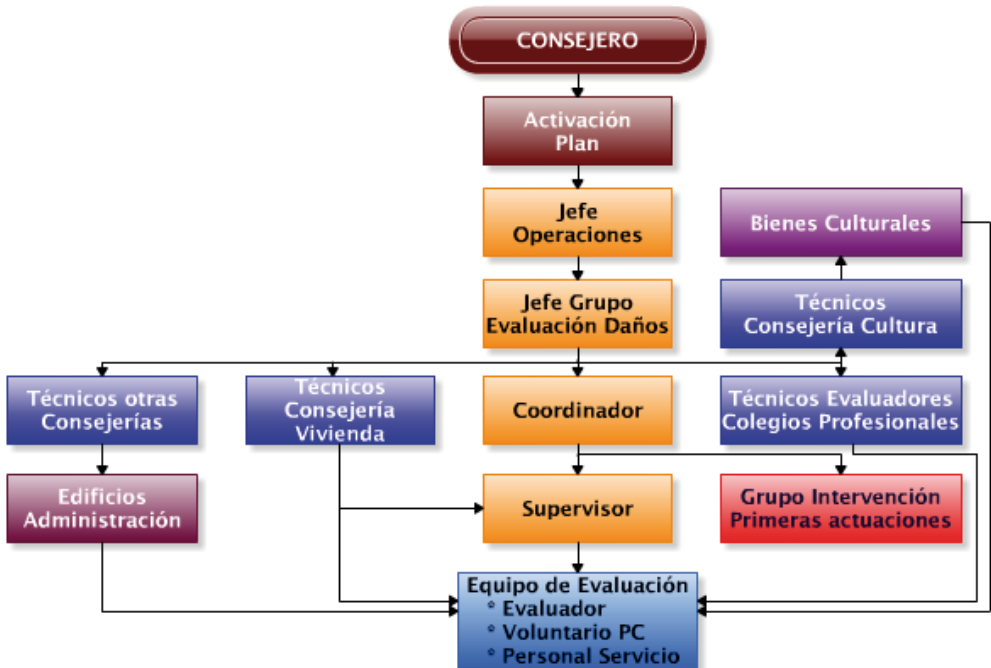 CONSEJERO
Activación
Plan
Jefe
Operaciones
Bienes Culturales
Jefe Grupo
Evaluación Daños
Técnicos
Consejería Cultura
Técnicos otras
Consejerías
Técnicos
Consejería
Vivienda
Coordinador
Técnicos Evaluadores
Colegios Profesionales
Edificios
Administración
Supervisor
Grupo Intervención
Primeras actuaciones
Equipo de Evaluación
° Evaluador
° Voluntario PC
° Personal Servicio